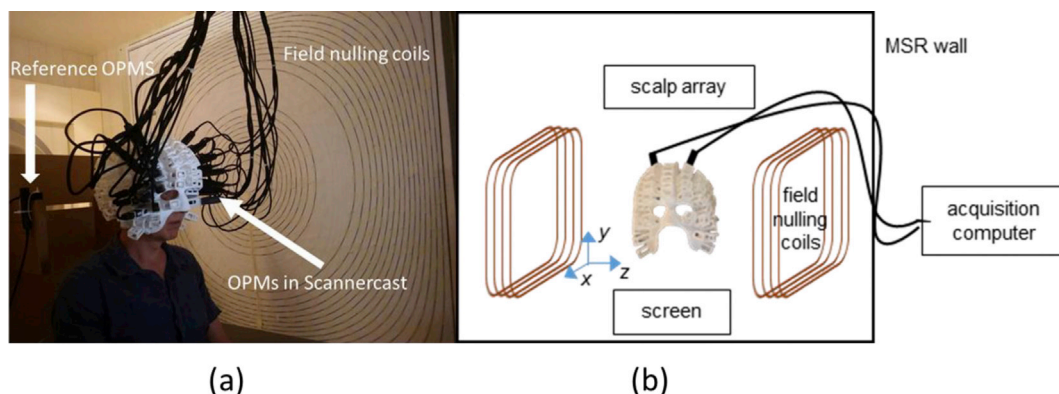 Reference OPMS
Field nulling coils
OPMs in Scannercast
(a)
MSR wall
scalp array
field
nulling
coils
acquisition
computer
y
x
z
screen
(b)